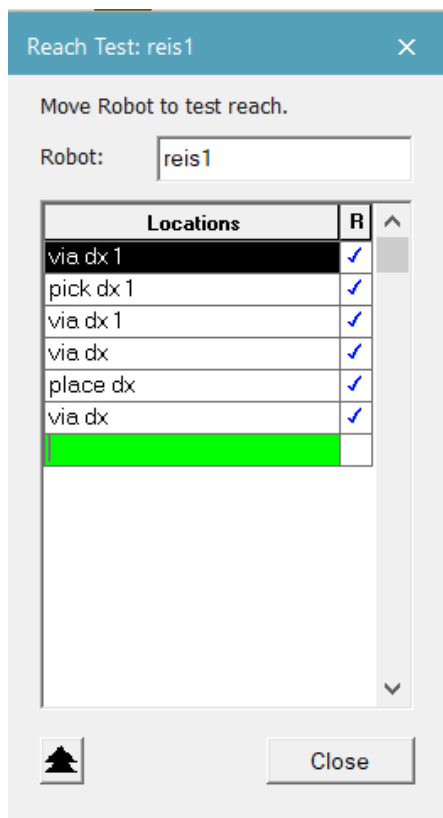 Reach Test: reis1
Move Robot to test reach.
Robot: reis1
Locations R
via dx 1 ✓
pick dx 1 ✓
via dx 1 ✓
via dx ✓
place dx ✓
via dx ✓
Close